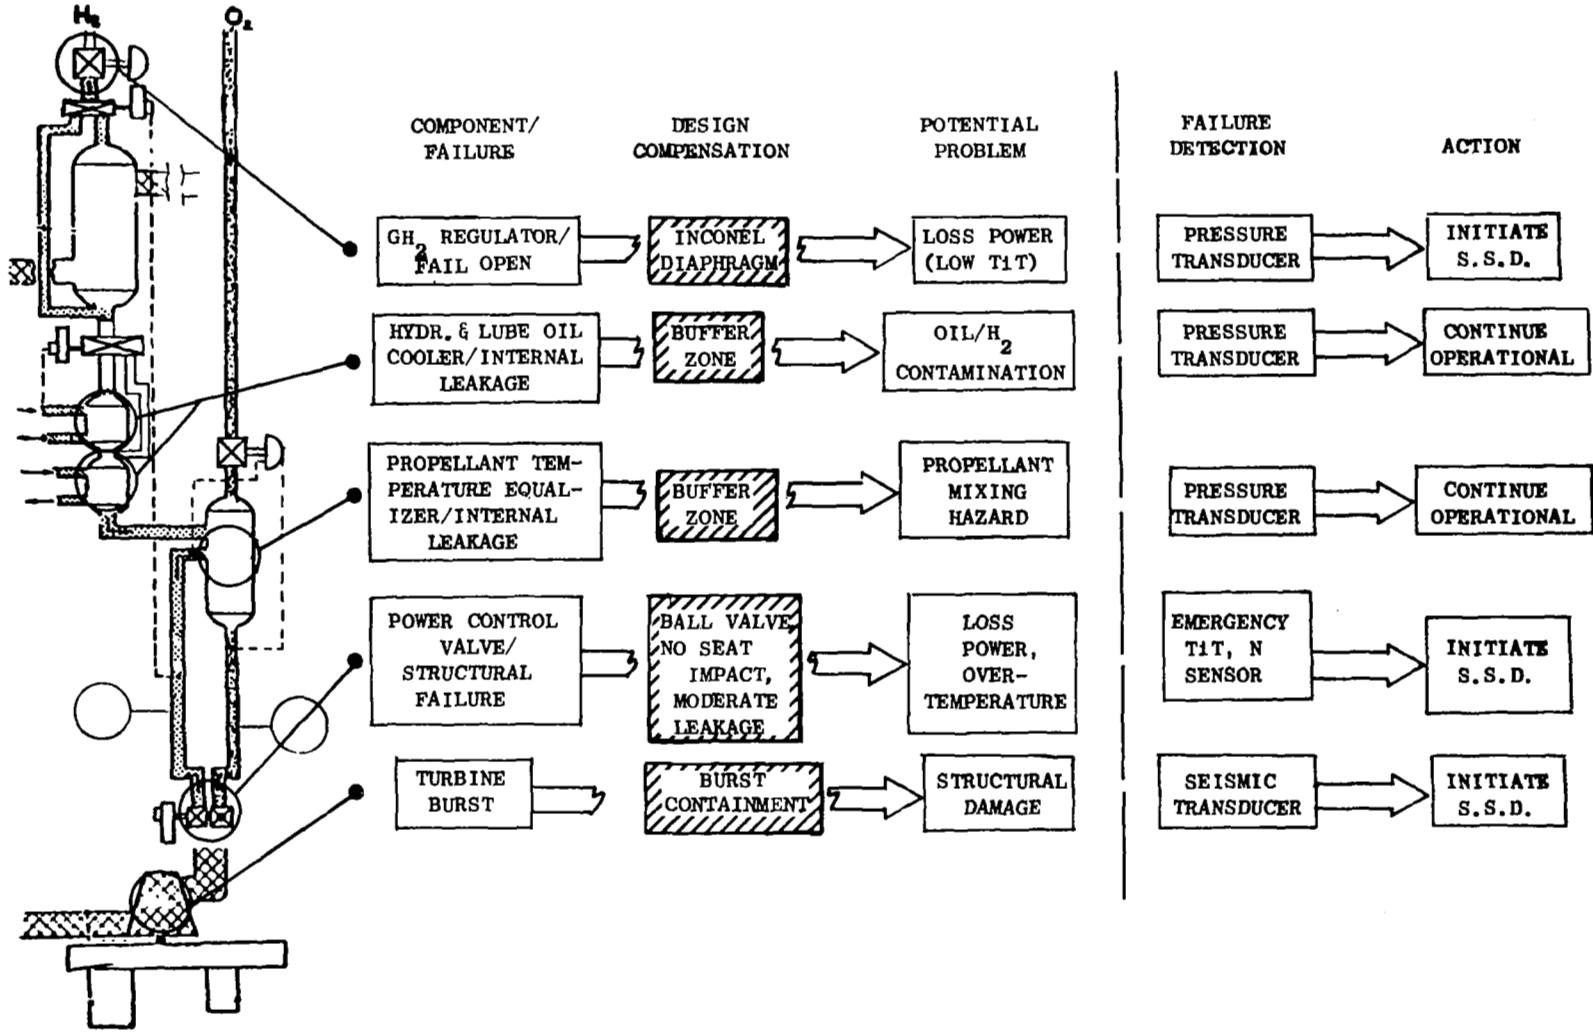 H2
O2
COMPONENT/
FAILURE
DESIGN
COMPENSATION
POTENTIAL
PROBLEM
FAILURE
DETECTION
ACTION
GH2 REGULATOR/
FAIL OPEN
INCONEL
DIAPHRAGM
LOSS POWER
(LOW T1T)
PRESSURE
TRANSDUCER
INITIATE
S.S.D.
HYDR. & LUBE OIL
COOLER/INTERNAL
LEAKAGE
BUFFER
ZONE
OIL/H2
CONTAMINATION
PRESSURE
TRANSDUCER
CONTINUE
OPERATIONAL
PROPELLANT TEM-
PERATURE EQUAL-
IZER/INTERNAL
LEAKAGE
BUFFER
ZONE
PROPELLANT
MIXING
HAZARD
PRESSURE
TRANSDUCER
CONTINUE
OPERATIONAL
POWER CONTROL
VALVE/
STRUCTURAL
FAILURE
BALL VALVE,
NO SEAT
IMPACT,
MODERATE
LEAKAGE
LOSS
POWER,
OVER-
TEMPERATURE
EMERGENCY
T1T, N
SENSOR
INITIATE
S.S.D.
TURBINE
BURST
BURST
CONTAINMENT
STRUCTURAL
DAMAGE
SEISMIC
TRANSDUCER
INITIATE
S.S.D.